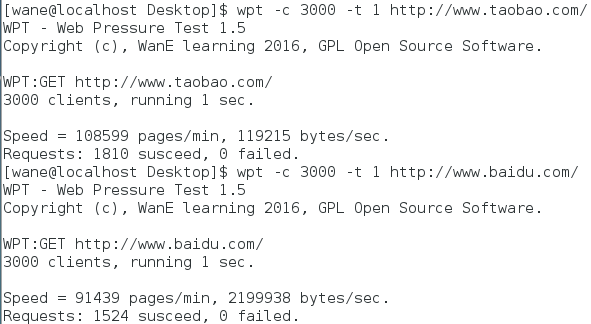 [wane@localhost Desktop]$ wpt -c 3000 -t 1 http://www.taobao.com/
WPT - Web Pressure Test 1.5
Copyright (c), WanE learning 2016, GPL Open Source Software.
WPT:GET http://www.taobao.com/
3000 clients, running 1 sec.
Speed = 108599 pages/min, 119215 bytes/sec.
Requests: 1810 susceed, 0 failed.
[wane@localhost Desktop]$ wpt -c 3000 -t 1 http://www.baidu.com/
WPT - Web Pressure Test 1.5
Copyright (c), WanE learning 2016, GPL Open Source Software.
WPT:GET http://www.baidu.com/
3000 clients, running 1 sec.
Speed = 91439 pages/min, 2199938 bytes/sec.
Requests: 1524 susceed, 0 failed.